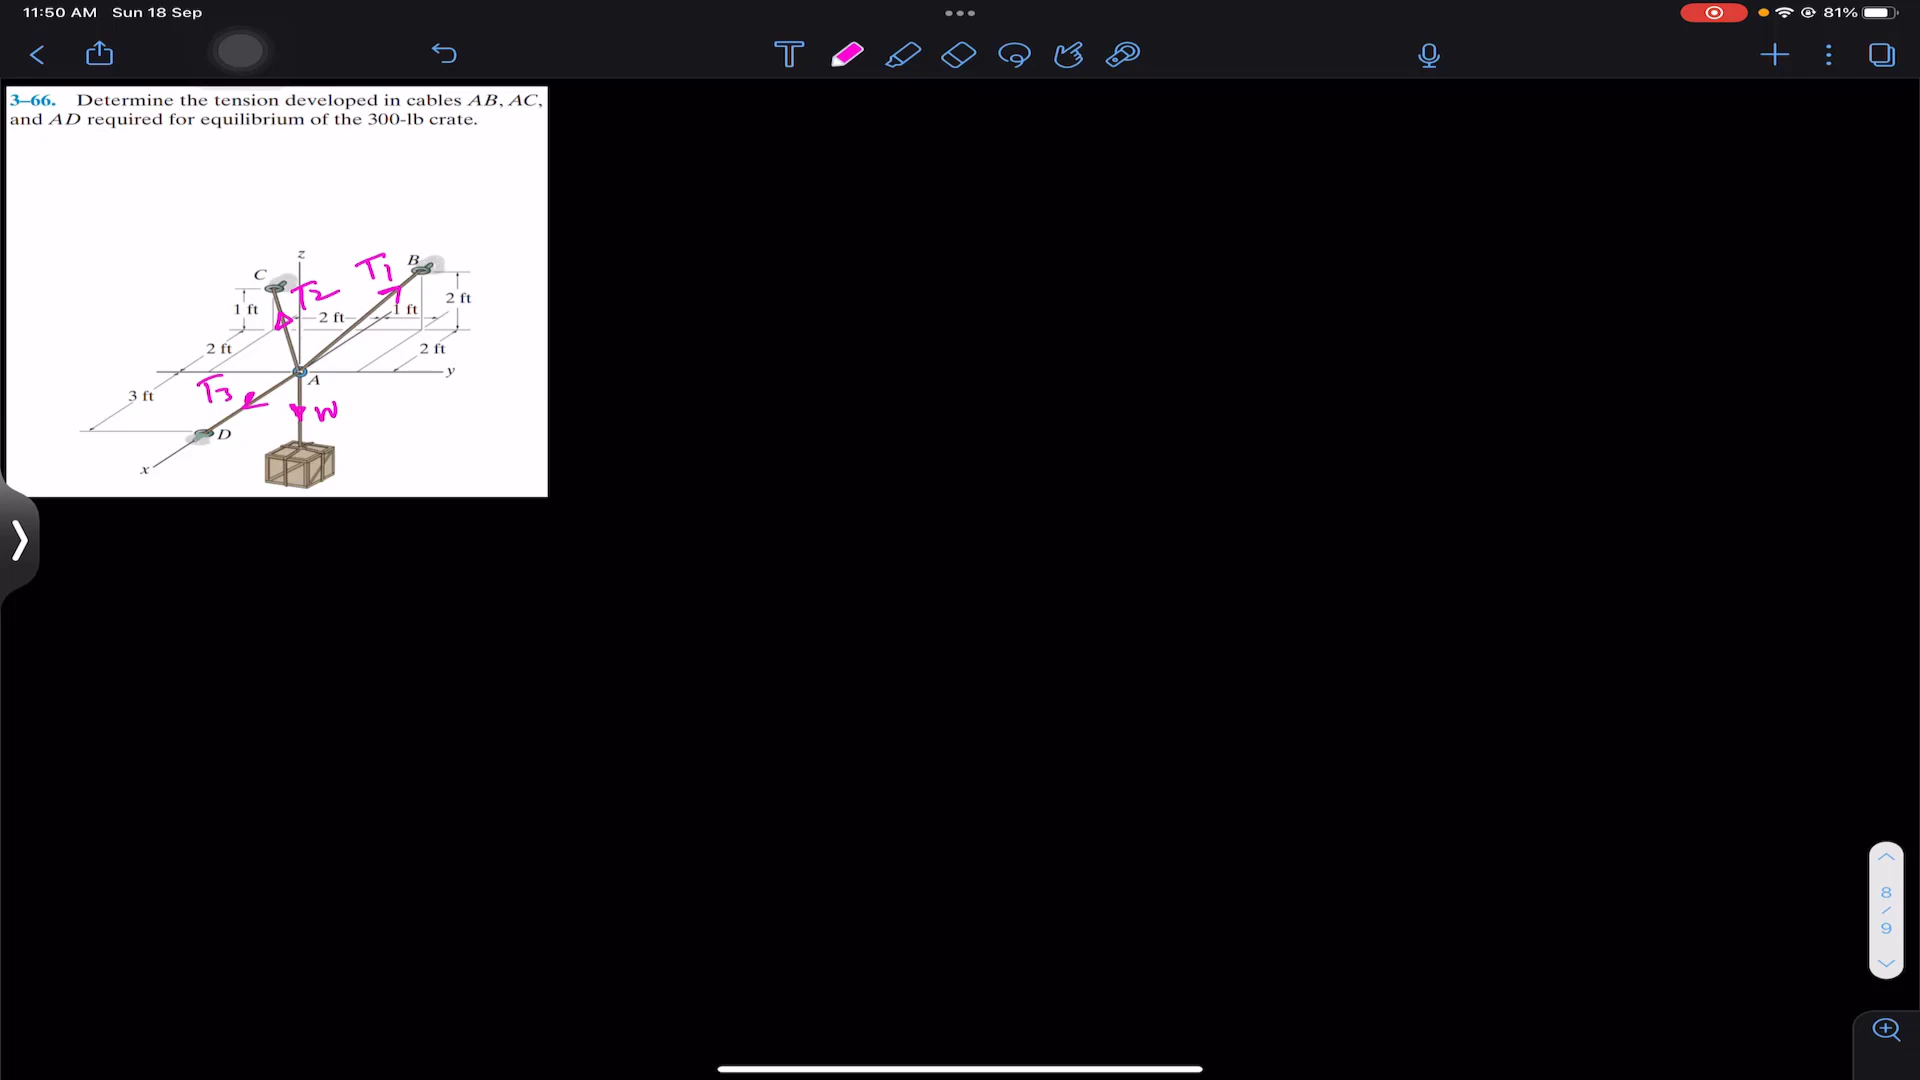 11:50 AM Sun 18 Sep
81%
T
3–66. Determine the tension developed in cables AB, AC,
and AD required for equilibrium of the 300-lb crate.
z
B
C
T1
T2
2 ft
1 ft
1 ft
2 ft
2 ft
2 ft
y
A
T3
3 ft
W
D
x
8
/
9